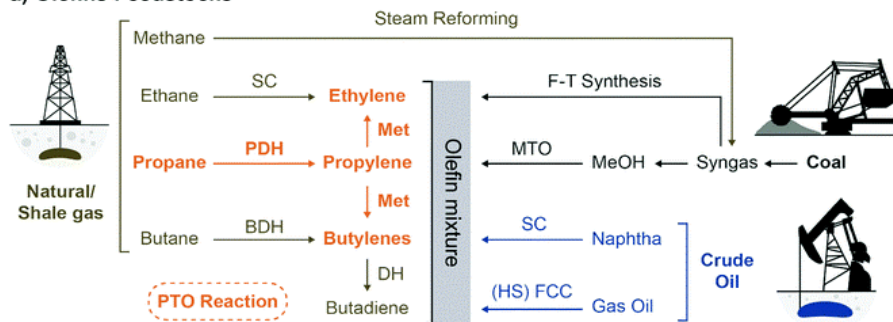 Steam Reforming
Methane
Ethane SC Ethylene F-T Synthesis
Met
Propane PDH Propylene MTO MeOH Syngas Coal
Olefin mixture
Natural/
Shale gas
Met
Butane BDH Butylenes SC Naphtha
Crude
Oil
DH
PTO Reaction Butadiene (HS) FCC Gas Oil